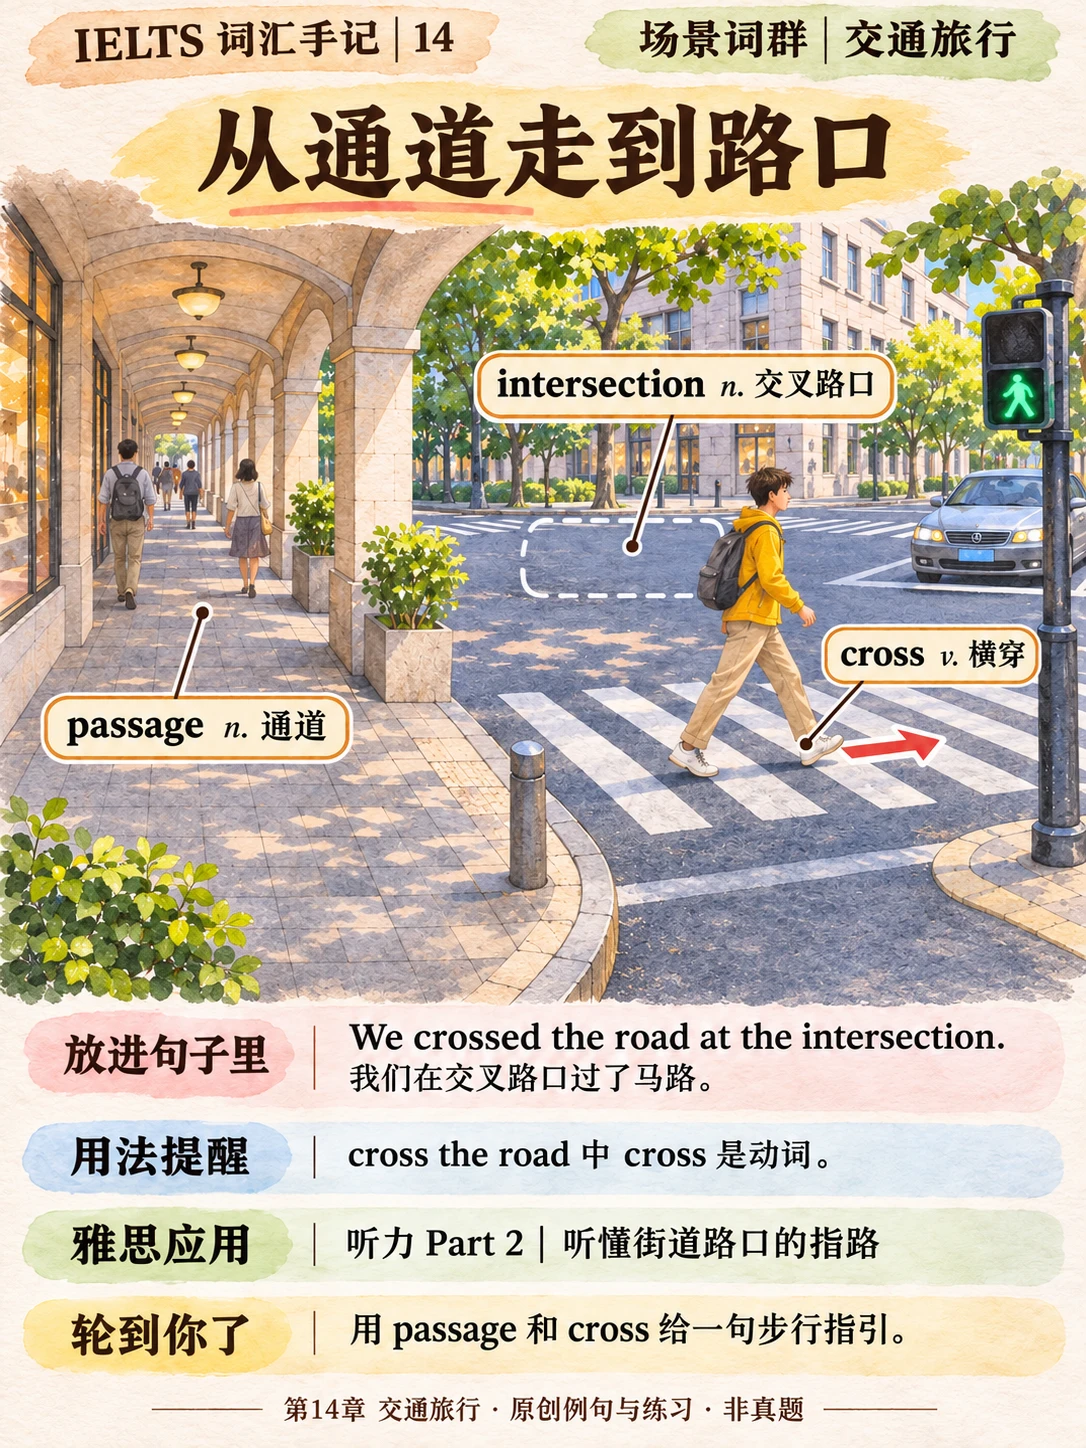 IELTS 词汇手记 | 14
场景词群 | 交通旅行
从通道走到路口
intersection n. 交叉路口
cross v. 横穿
passage n. 通道
放进句子里
We crossed the road at the intersection.
我们在交叉路口过了马路。
用法提醒
cross the road 中 cross 是动词。
雅思应用
听力 Part 2 | 听懂街道路口的指路
轮到你了
用 passage 和 cross 给一句步行指引。
第14章 交通旅行 · 原创例句与练习 · 非真题